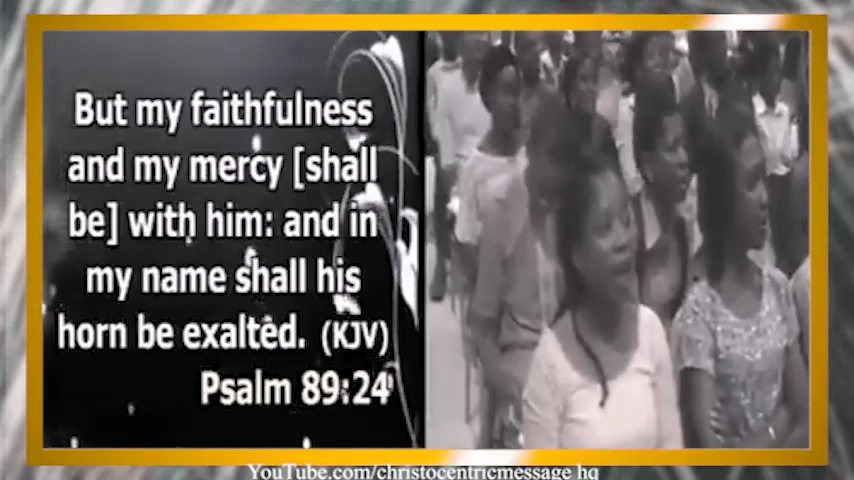 But my faithfulness
and my mercy [shall
be] with him: and in
my name shall his
horn be exalted. (KJV)
Psalm 89:24
YouTube.com/christocentricmessage hq